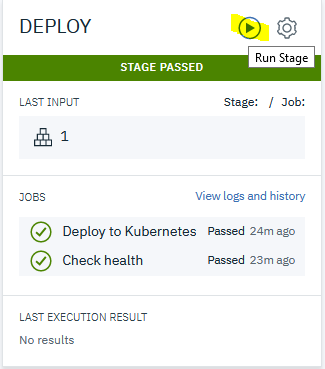 DEPLOY
Run Stage
STAGE PASSED
LAST INPUT Stage: / Job:
1
JOBS View logs and history
Deploy to Kubernetes Passed 24m ago
Check health Passed 23m ago
LAST EXECUTION RESULT
No results